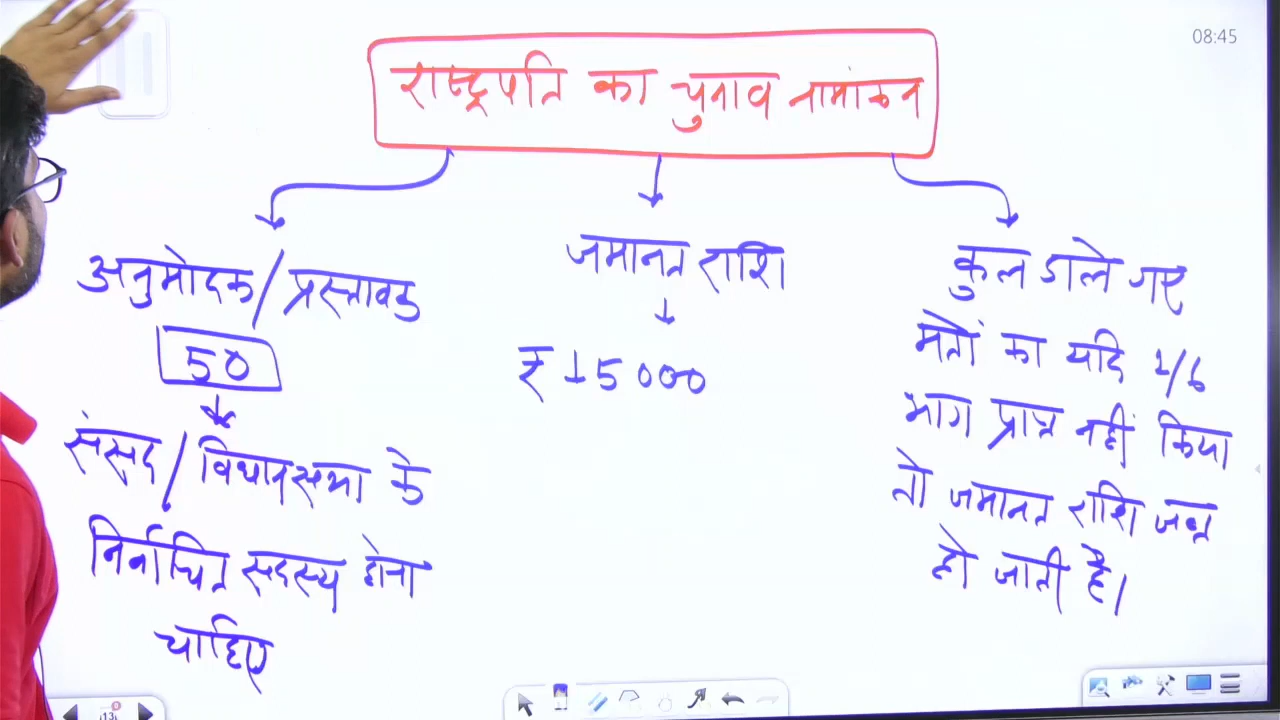 08:45
राष्ट्रपति का चुनाव नामांकन
अनुमोदक/प्रस्तावक
50
संसद/विधानसभा के
निर्वाचित सदस्य होना
चाहिए
जमानत राशि
₹ 15000
कुल डाले गए
मतों का यदि 1/6
भाग प्राप्त नहीं किया
तो जमानत राशि जब्त
हो जाती है।
13